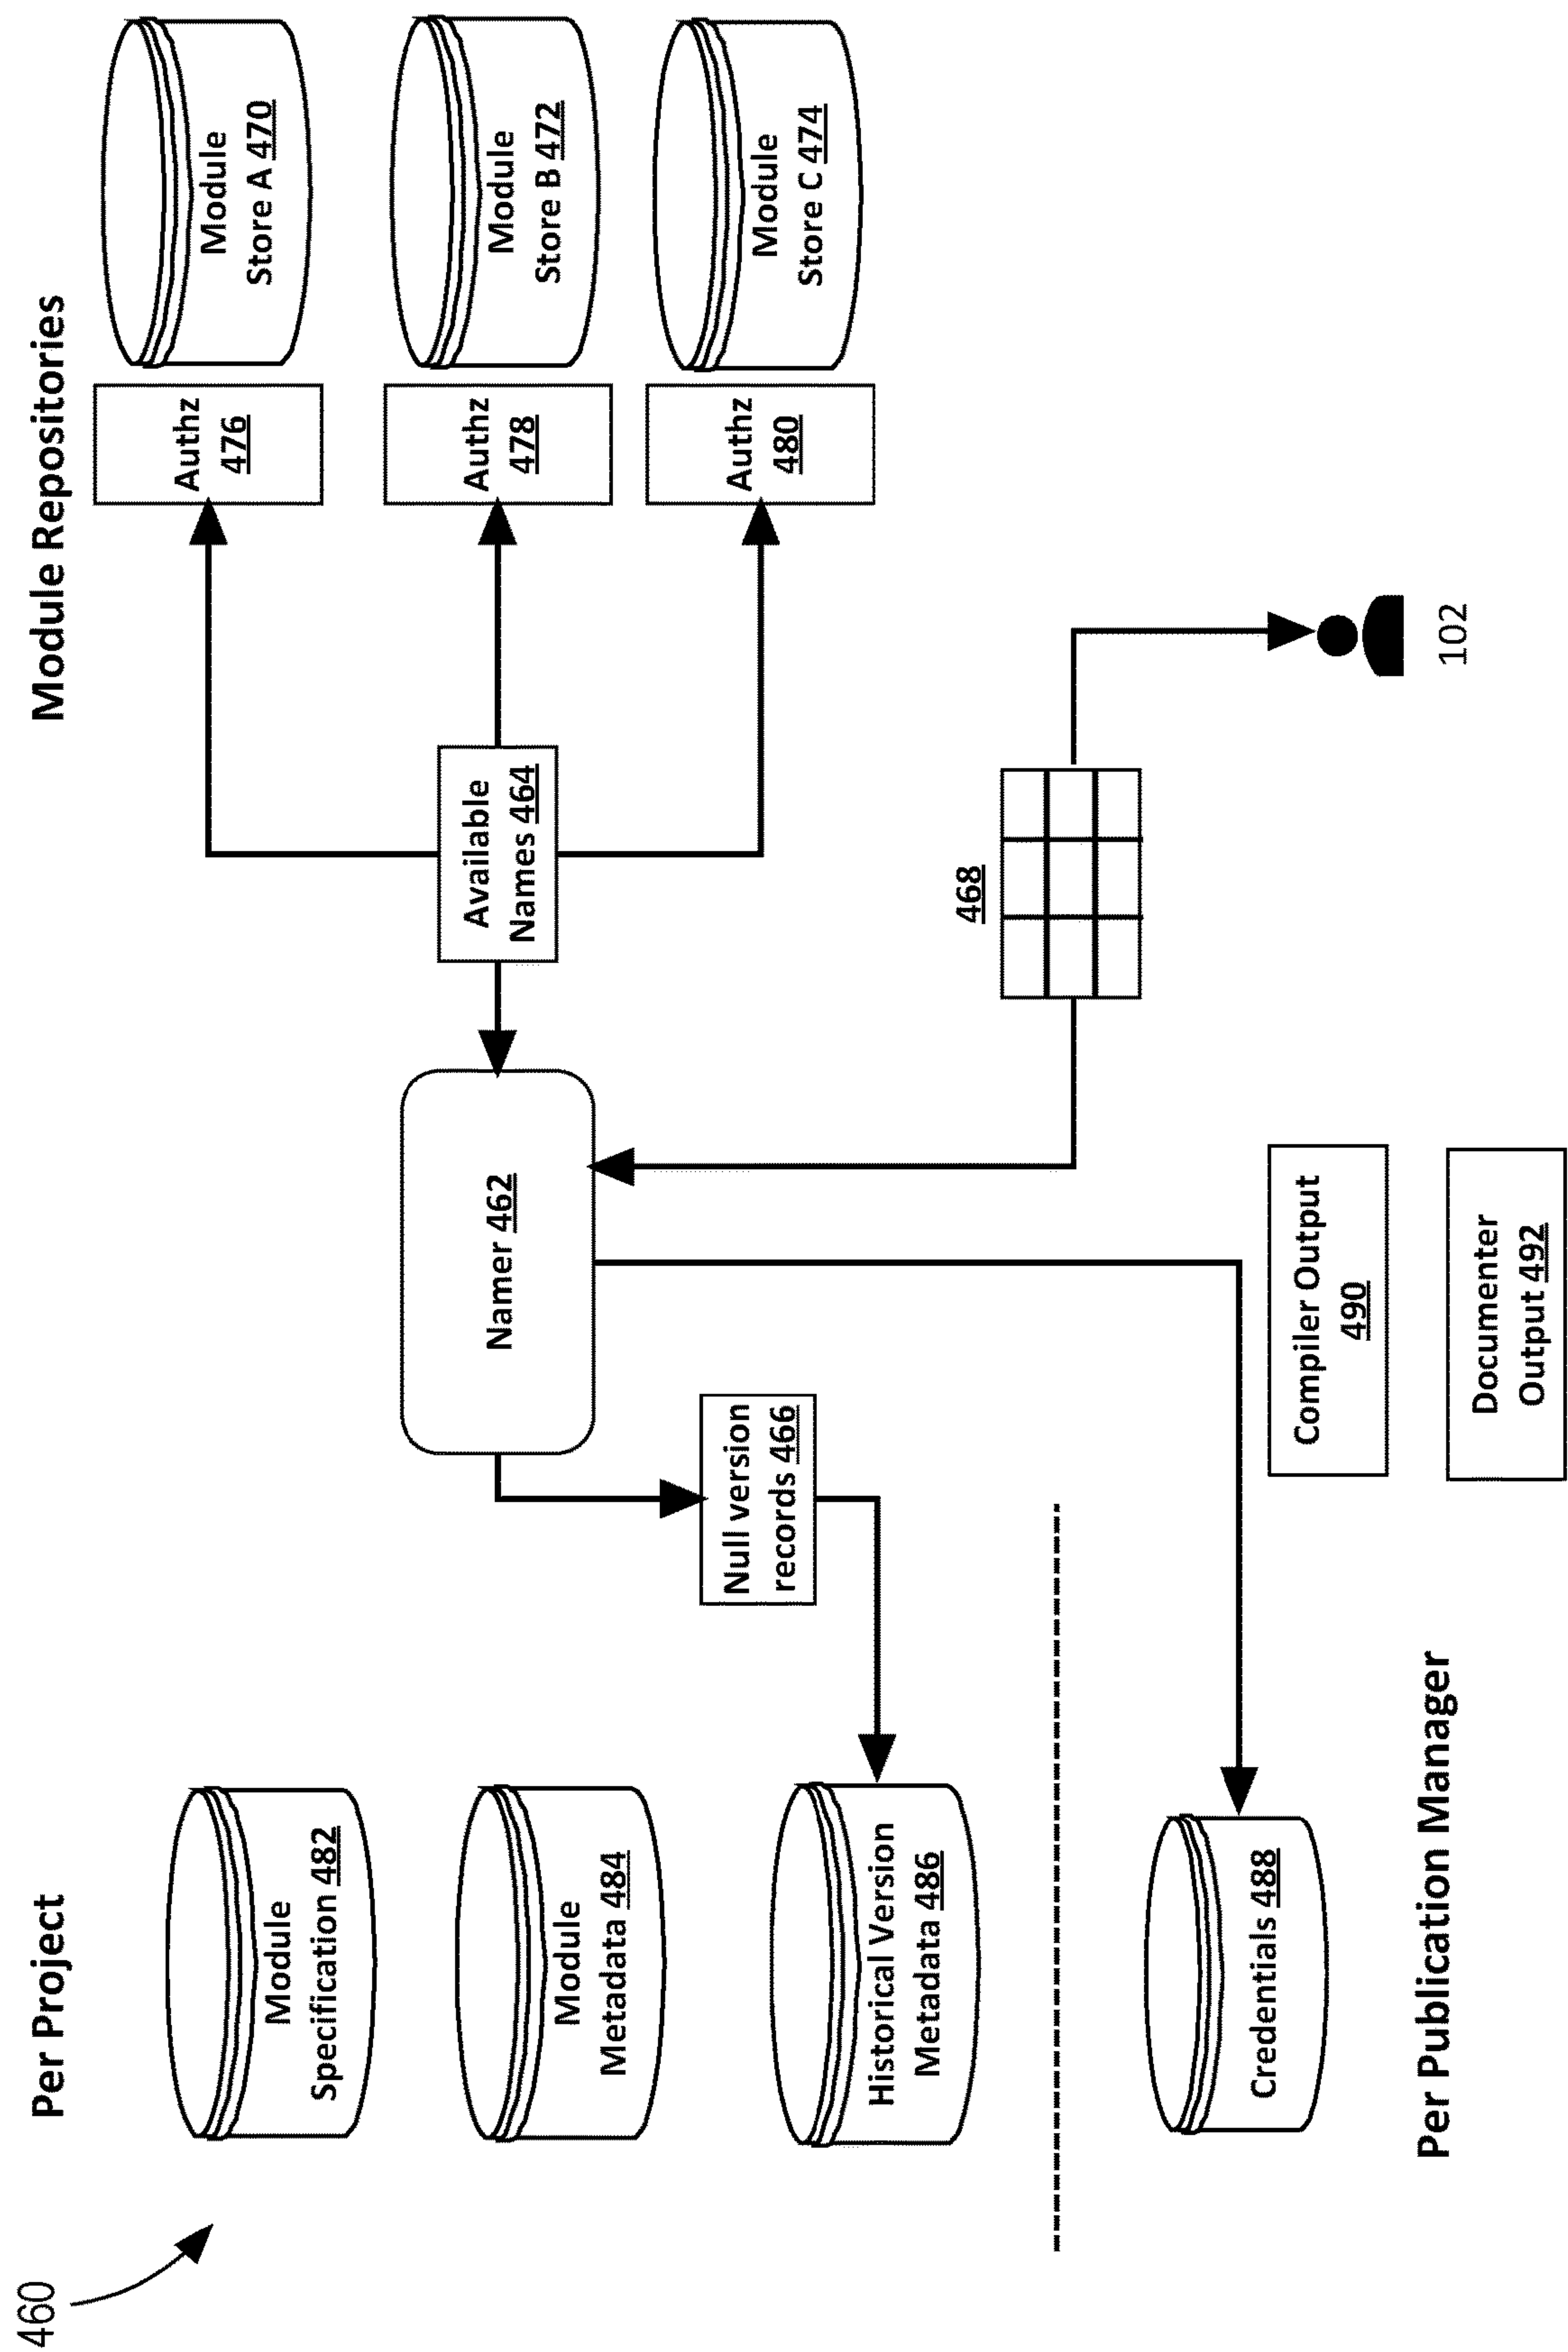 460
Per Project
Module Repositories
Module
Specification 482
Module
Metadata 484
Historical Version
Metadata 486
Null version
records 466
Namer 462
Available
Names 464
Authz
476
Authz
478
Authz
480
Module
Store A 470
Module
Store B 472
Module
Store C 474
468
102
Credentials 488
Per Publication Manager
Compiler Output
490
Documenter
Output 492